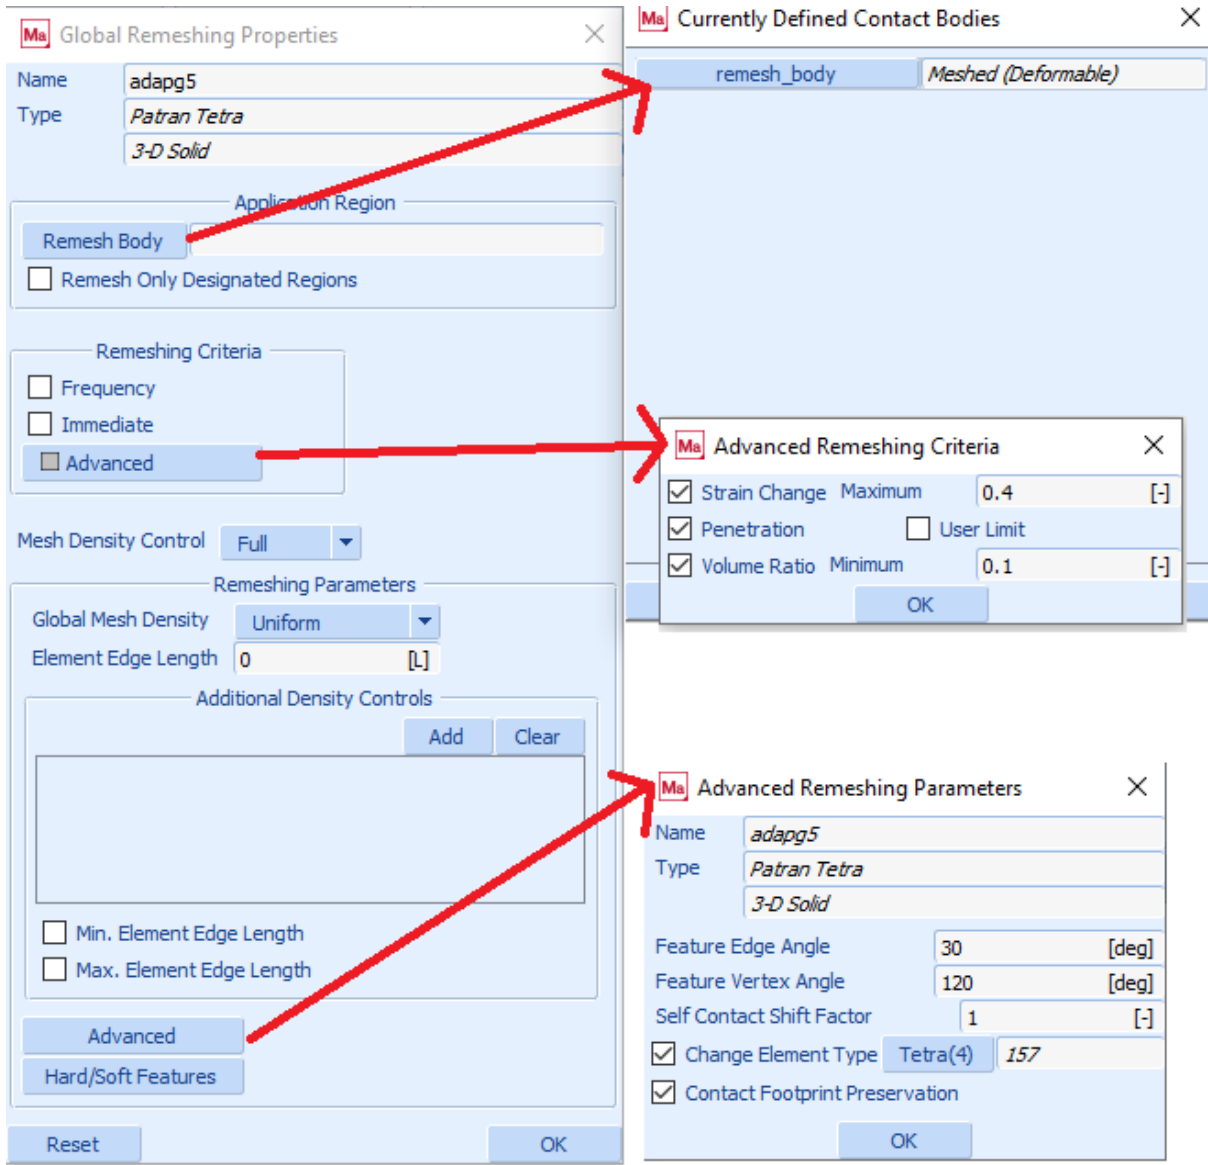 Ma Global Remeshing Properties
Name adapg5
Type Patran Tetra
3-D Solid
Application Region
Remesh Body
Remesh Only Designated Regions
Remeshing Criteria
Frequency
Immediate
Advanced
Mesh Density Control Full
Remeshing Parameters
Global Mesh Density Uniform
Element Edge Length 0 [L]
Additional Density Controls
Add Clear
Min. Element Edge Length
Max. Element Edge Length
Advanced
Hard/Soft Features
Reset OK
Ma Currently Defined Contact Bodies
remesh_body Meshed (Deformable)
Ma Advanced Remeshing Criteria
Strain Change Maximum 0.4 [-]
Penetration User Limit
Volume Ratio Minimum 0.1 [-]
OK
Ma Advanced Remeshing Parameters
Name adapg5
Type Patran Tetra
3-D Solid
Feature Edge Angle 30 [deg]
Feature Vertex Angle 120 [deg]
Self Contact Shift Factor 1 [-]
Change Element Type Tetra(4) 157
Contact Footprint Preservation
OK